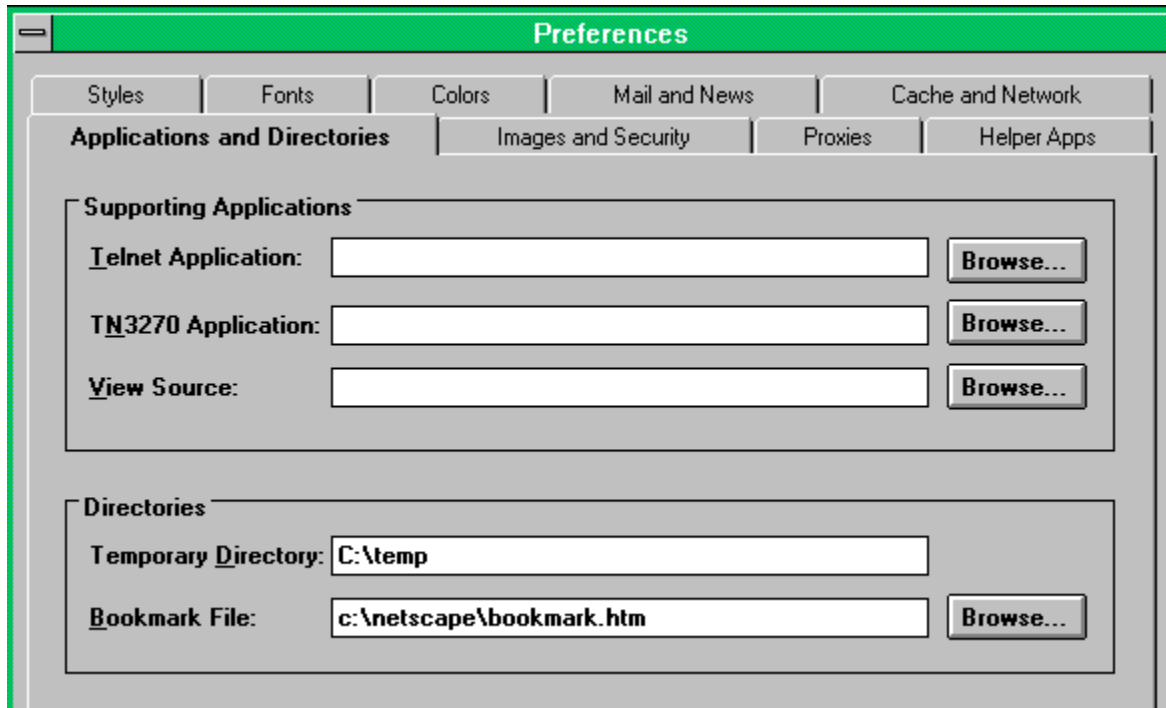 Preferences
Styles Fonts Colors Mail and News Cache and Network
Applications and Directories Images and Security Proxies Helper Apps
Supporting Applications
Telnet Application: Browse...
TN3270 Application: Browse...
View Source: Browse...
Directories
Temporary Directory: C:\temp
Bookmark File: c:\netscape\bookmark.htm Browse...